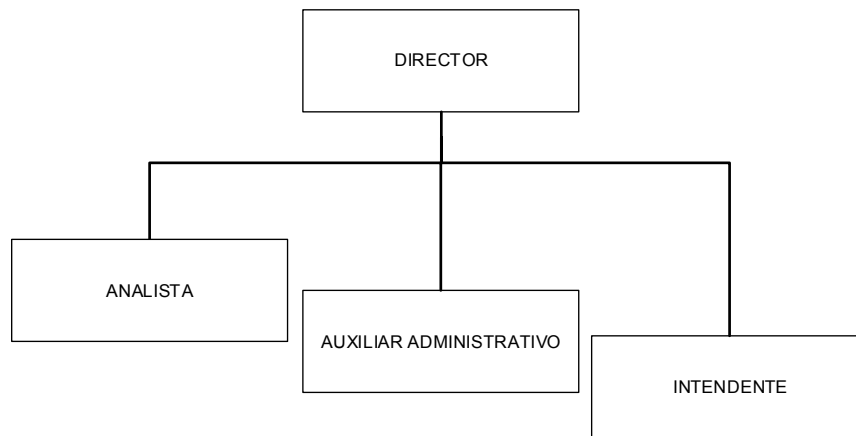 DIRECTOR
ANALISTA
AUXILIAR ADMINISTRATIVO
INTENDENTE